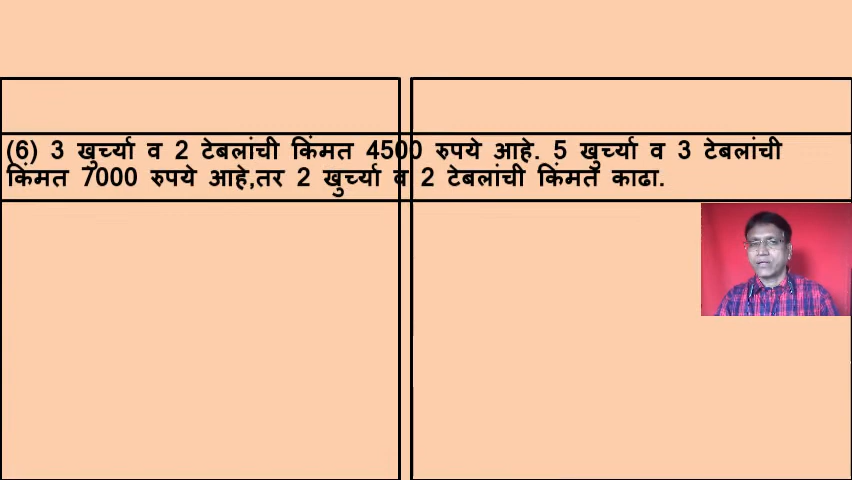 (6) 3 खुर्च्या व 2 टेबलांची किंमत 4500 रुपये आहे. 5 खुर्च्या व 3 टेबलांची
किंमत 7000 रुपये आहे,तर 2 खुर्च्या व 2 टेबलांची किंमत काढा.